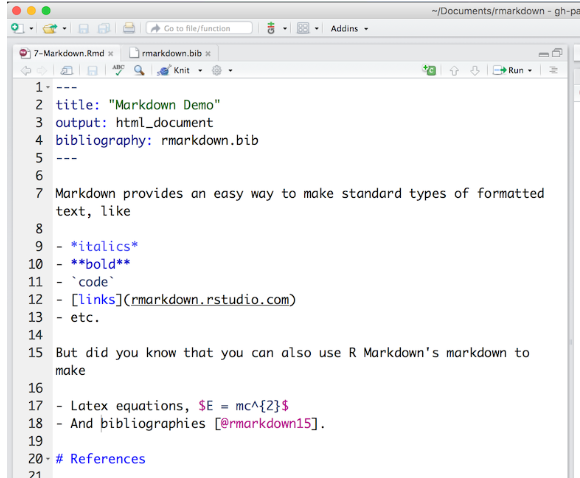 ~/Documents/rmarkdown - gh-pa
Go to file/function
Addins
7-Markdown.Rmd
rmarkdown.bib
ABC
Knit
Run
1 ---
2 title: "Markdown Demo"
3 output: html_document
4 bibliography: rmarkdown.bib
5 ---
6
7 Markdown provides an easy way to make standard types of formatted
text, like
8
9 - *italics*
10 - **bold**
11 - `code`
12 - [links](rmarkdown.rstudio.com)
13 - etc.
14
15 But did you know that you can also use R Markdown's markdown to
make
16
17 - Latex equations, $E = mc^{2}$
18 - And bibliographies [@rmarkdown15].
19
20 # References
21